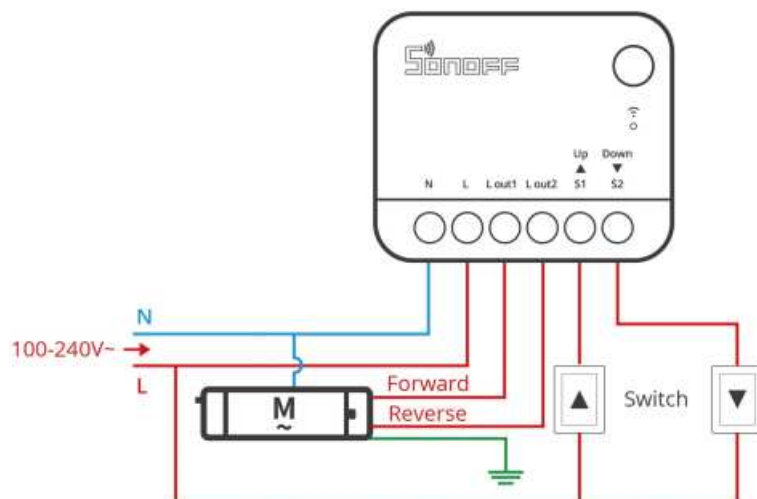 SONOFF
Up Down
N L L out1 L out2 S1 S2
N
100-240V~
L
Forward
M
~
Reverse
Switch